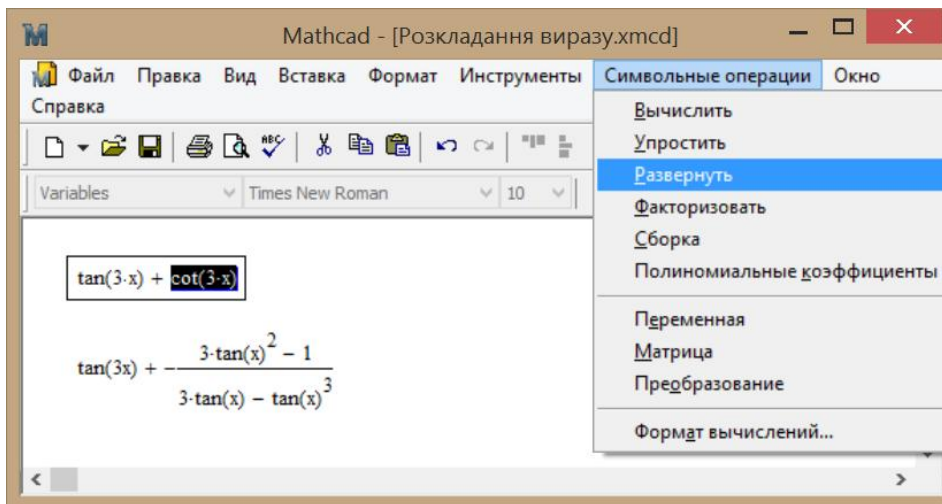 Mathcad - [Розкладання виразу.xmcd]
Файл Правка Вид Вставка Формат Инструменты Символьные операции Окно
Справка
Вычислить
Упростить
Развернуть
Факторизовать
Сборка
Полиномиальные коэффициенты
Переменная
Матрица
Преобразование
Формат вычислений...
ABC
Variables Times New Roman 10
tan(3·x) + cot(3·x)
tan(3x) + -(3·tan(x)^2 - 1)/(3·tan(x) - tan(x)^3)